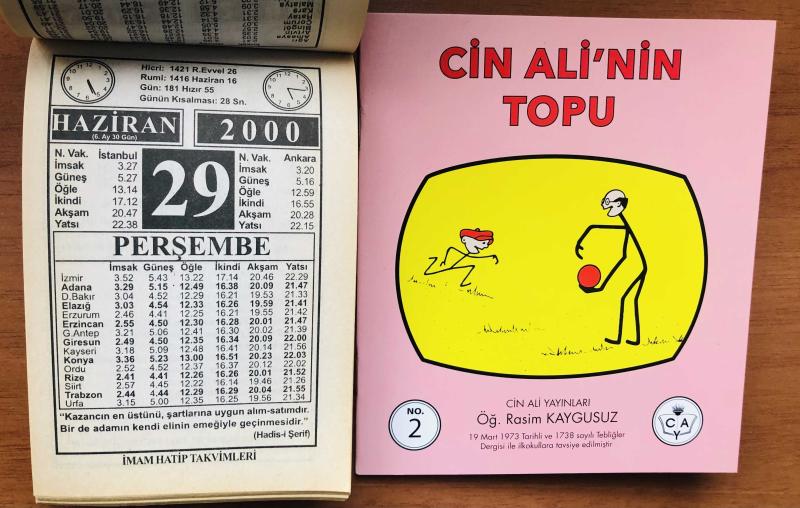 Hicri: 1421 R.Evvel 26
Rumi: 1416 Haziran 16
Gün: 181 Hızır 55
Günün Kısalması: 28 Sn.
HAZİRAN
(6. Ay 30 Gün)
2000
N. Vak. İstanbul
İmsak 3.27
Güneş 5.27
Öğle 13.14
İkindi 17.12
Akşam 20.47
Yatsı 22.38
29
N. Vak. Ankara
İmsak 3.20
Güneş 5.16
Öğle 12.59
İkindi 16.55
Akşam 20.28
Yatsı 22.15
PERŞEMBE
İmsak Güneş Öğle İkindi Akşam Yatsı
İzmir 3.52 5.43 13.22 17.14 20.46 22.29
Adana 3.29 5.15 12.49 16.38 20.09 21.47
D.Bakır 3.04 4.52 12.29 16.21 19.53 21.33
Elazığ 3.03 4.54 12.33 16.26 19.59 21.41
Erzurum 2.46 4.41 12.25 16.21 19.55 21.42
Erzincan 2.55 4.50 12.30 16.28 20.01 21.47
G.Antep 3.21 5.06 12.41 16.30 20.02 21.39
Giresun 2.49 4.50 12.35 16.34 20.09 22.00
Kayseri 3.18 5.09 12.48 16.41 20.14 21.56
Konya 3.36 5.23 13.00 16.51 20.23 22.03
Ordu 2.52 4.52 12.37 16.37 20.12 22.02
Rize 2.41 4.41 12.26 16.26 20.01 21.52
Siirt 2.57 4.45 12.22 16.14 19.46 21.26
Trabzon 2.44 4.44 12.29 16.29 20.04 21.55
Urfa 3.15 5.00 12.35 16.25 19.56 21.34
“Kazancın en üstünü, şartlarına uygun alım-satımdır.
Bir de adamın kendi elinin emeğiyle geçinmesidir.”
(Hadis-i Şerif)
İMAM HATİP TAKVİMLERİ
CİN ALİ’NİN
TOPU
CİN ALİ YAYINLARI
Öğ. Rasim KAYGUSUZ
19 Mart 1973 Tarihli ve 1738 sayılı Tebliğler
Dergisi ile ilkokullara tavsiye edilmiştir
NO.
2
C A
Y